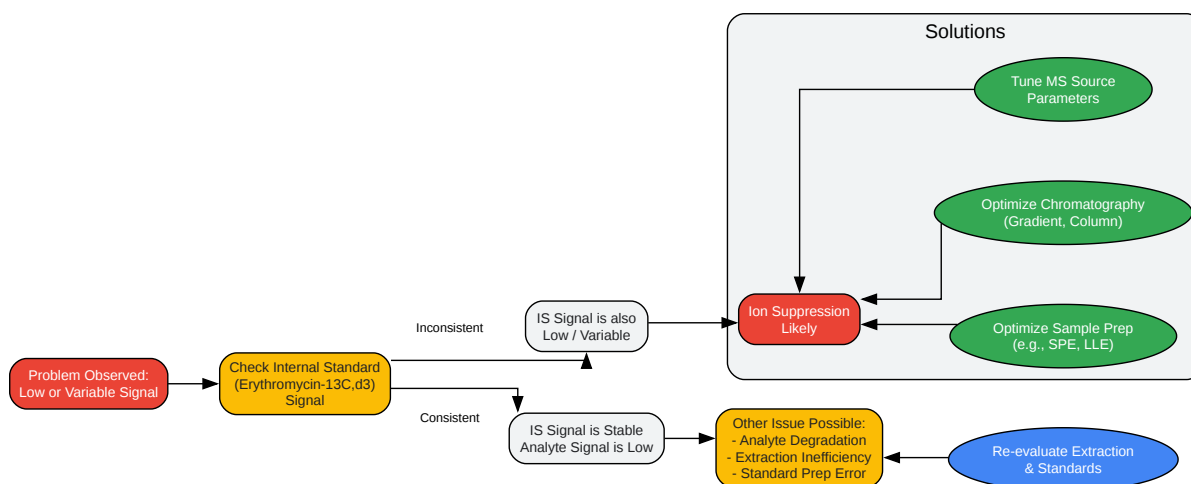 Solutions
Tune MS Source
Parameters
Optimize Chromatography
(Gradient, Column)
Ion Suppression
Likely
Optimize Sample Prep
(e.g., SPE, LLE)
IS Signal is also
Low / Variable
Inconsistent
Problem Observed:
Low or Variable Signal
Check Internal Standard
(Erythromycin-13C,d3)
Signal
Consistent
IS Signal is Stable
Analyte Signal is Low
Other Issue Possible:
- Analyte Degradation
- Extraction Inefficiency
- Standard Prep Error
Re-evaluate Extraction
& Standards